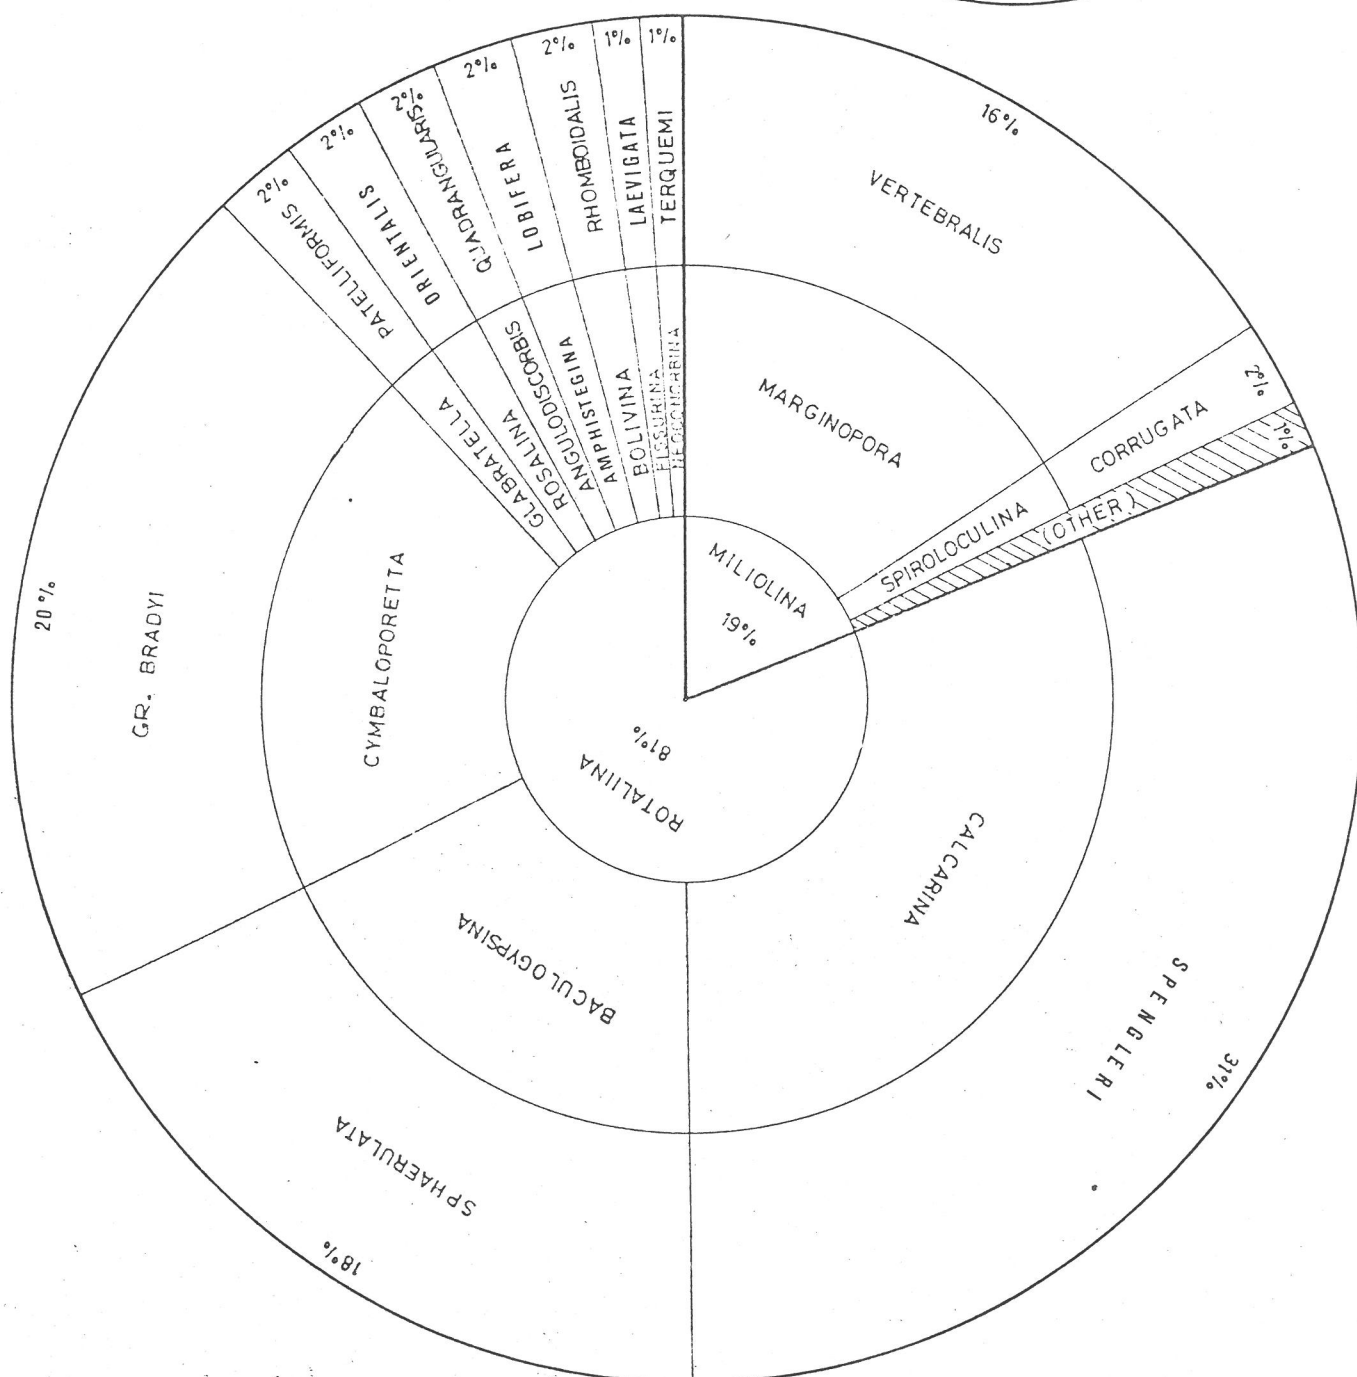 16%
VERTEBRALIS
MARGINOPORA
MILIOLINA
19%
2%
CORRUGATA
SPIROLOCULINA
1%
(OTHER)
31%
SPENGLERI
CALCARINA
ROTALIINA
81%
18%
SPHAERULATA
BACULOGYPSINA
20%
GR. BRADYI
CYMBALOPORETTA
2%
PATELLIFORMIS
GLABRATELLA
2%
ORIENTALIS
ROSALINA
2%
QUADRANGULARIS
ANGULODISCORBIS
2%
LOBIFERA
AMPHISTEGINA
2%
RHOMBOIDALIS
BOLIVINA
1%
LAEVIGATA
FISSURINA
1%
TERQUEMI
NEOCONORBINA